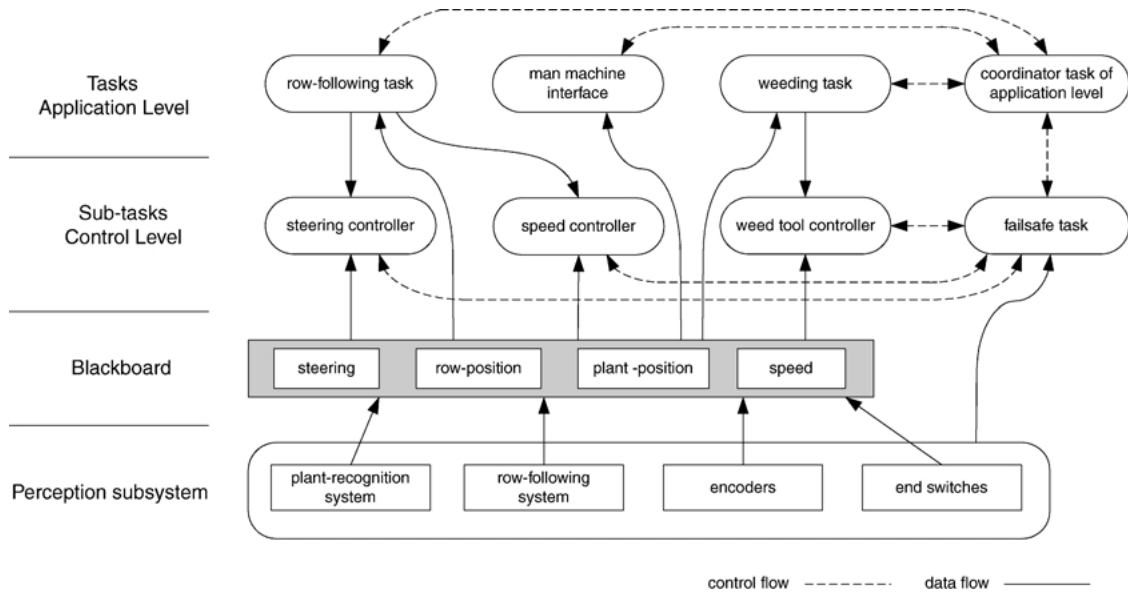 Tasks
Application Level
row-following task
man machine
interface
weeding task
coordinator task of
application level
Sub-tasks
Control Level
steering controller
speed controller
weed tool controller
failsafe task
Blackboard
steering
row-position
plant -position
speed
Perception subsystem
plant-recognition
system
row-following
system
encoders
end switches
control flow
data flow